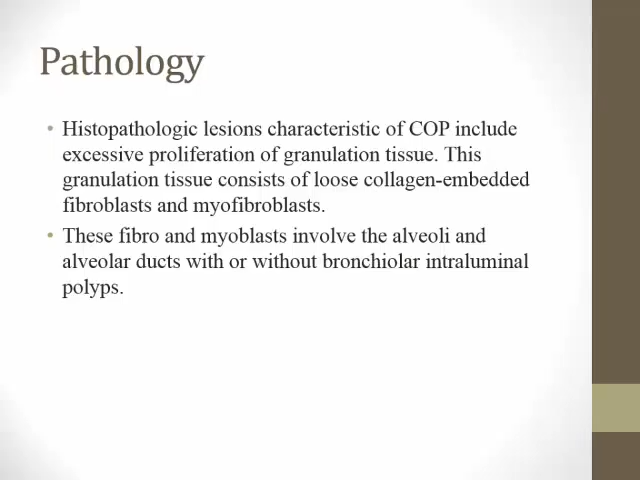 Pathology
• Histopathologic lesions characteristic of COP include
excessive proliferation of granulation tissue. This
granulation tissue consists of loose collagen-embedded
fibroblasts and myofibroblasts.
• These fibro and myoblasts involve the alveoli and
alveolar ducts with or without bronchiolar intraluminal
polyps.